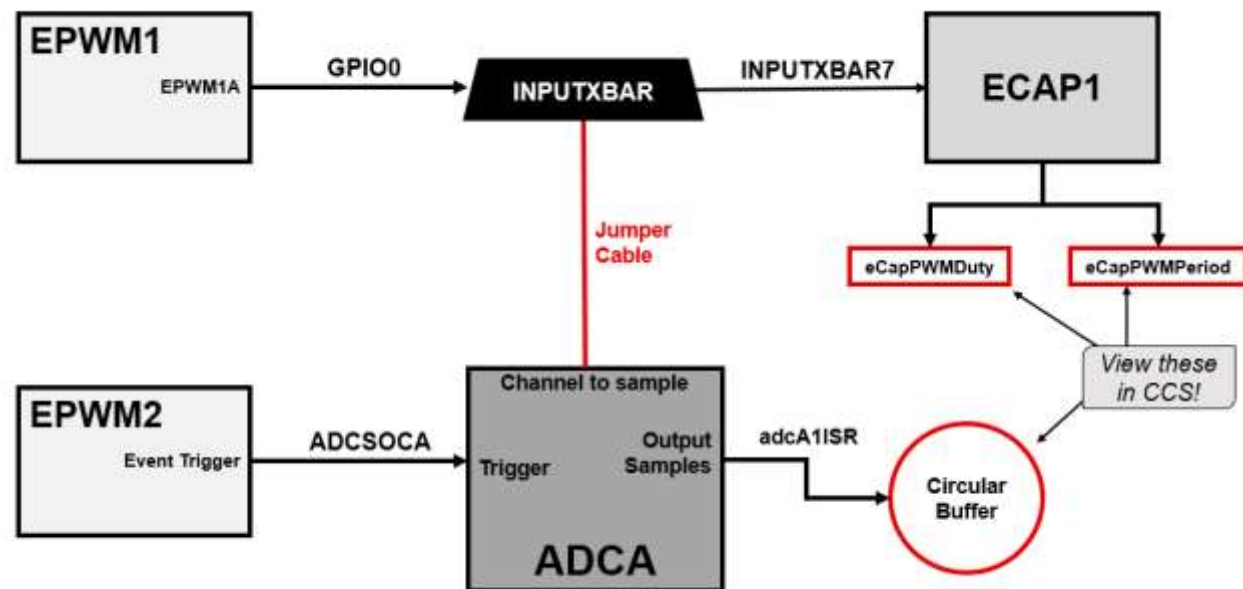 EPWM1
EPWM1A
GPIO0
INPUTXBAR
INPUTXBAR7
ECAP1
Jumper
Cable
eCapPWMDuty
eCapPWMPeriod
View these
in CCS!
EPWM2
Event Trigger
ADCSOCA
Channel to sample
Trigger
Output
Samples
ADCA
adcA1ISR
Circular
Buffer